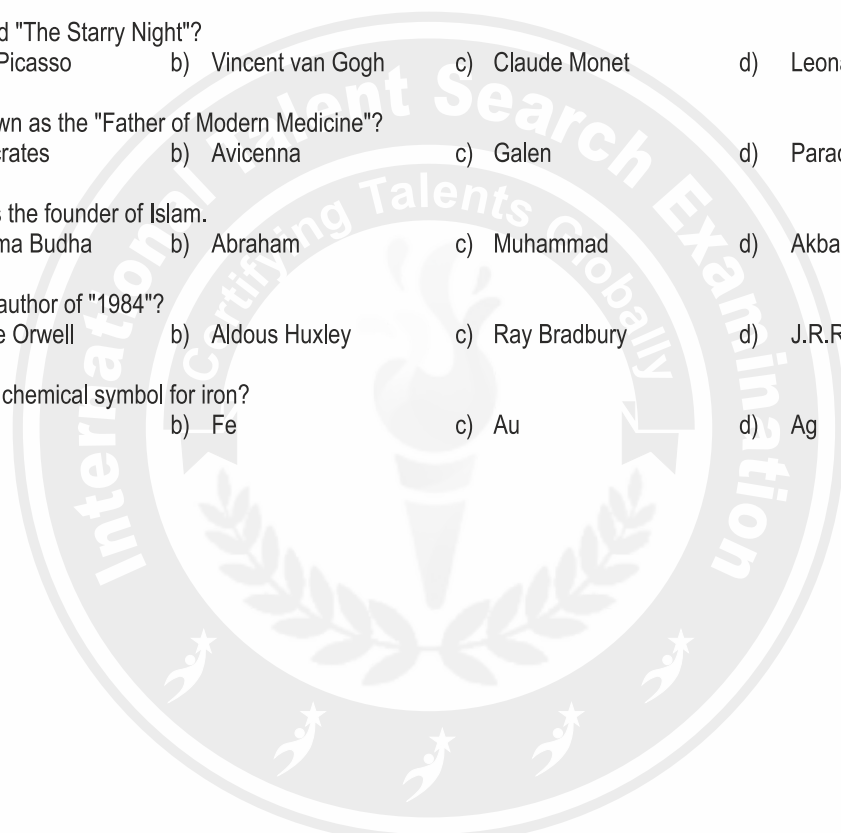 d "The Starry Night"?
Picasso b) Vincent van Gogh c) Claude Monet d) Leona
wn as the "Father of Modern Medicine"?
rates b) Avicenna c) Galen d) Parac
s the founder of Islam.
ma Budha b) Abraham c) Muhammad d) Akba
author of "1984"?
e Orwell b) Aldous Huxley c) Ray Bradbury d) J.R.R
chemical symbol for iron?
b) Fe c) Au d) Ag
International Talent Search Examination
Certifying Talents Globally